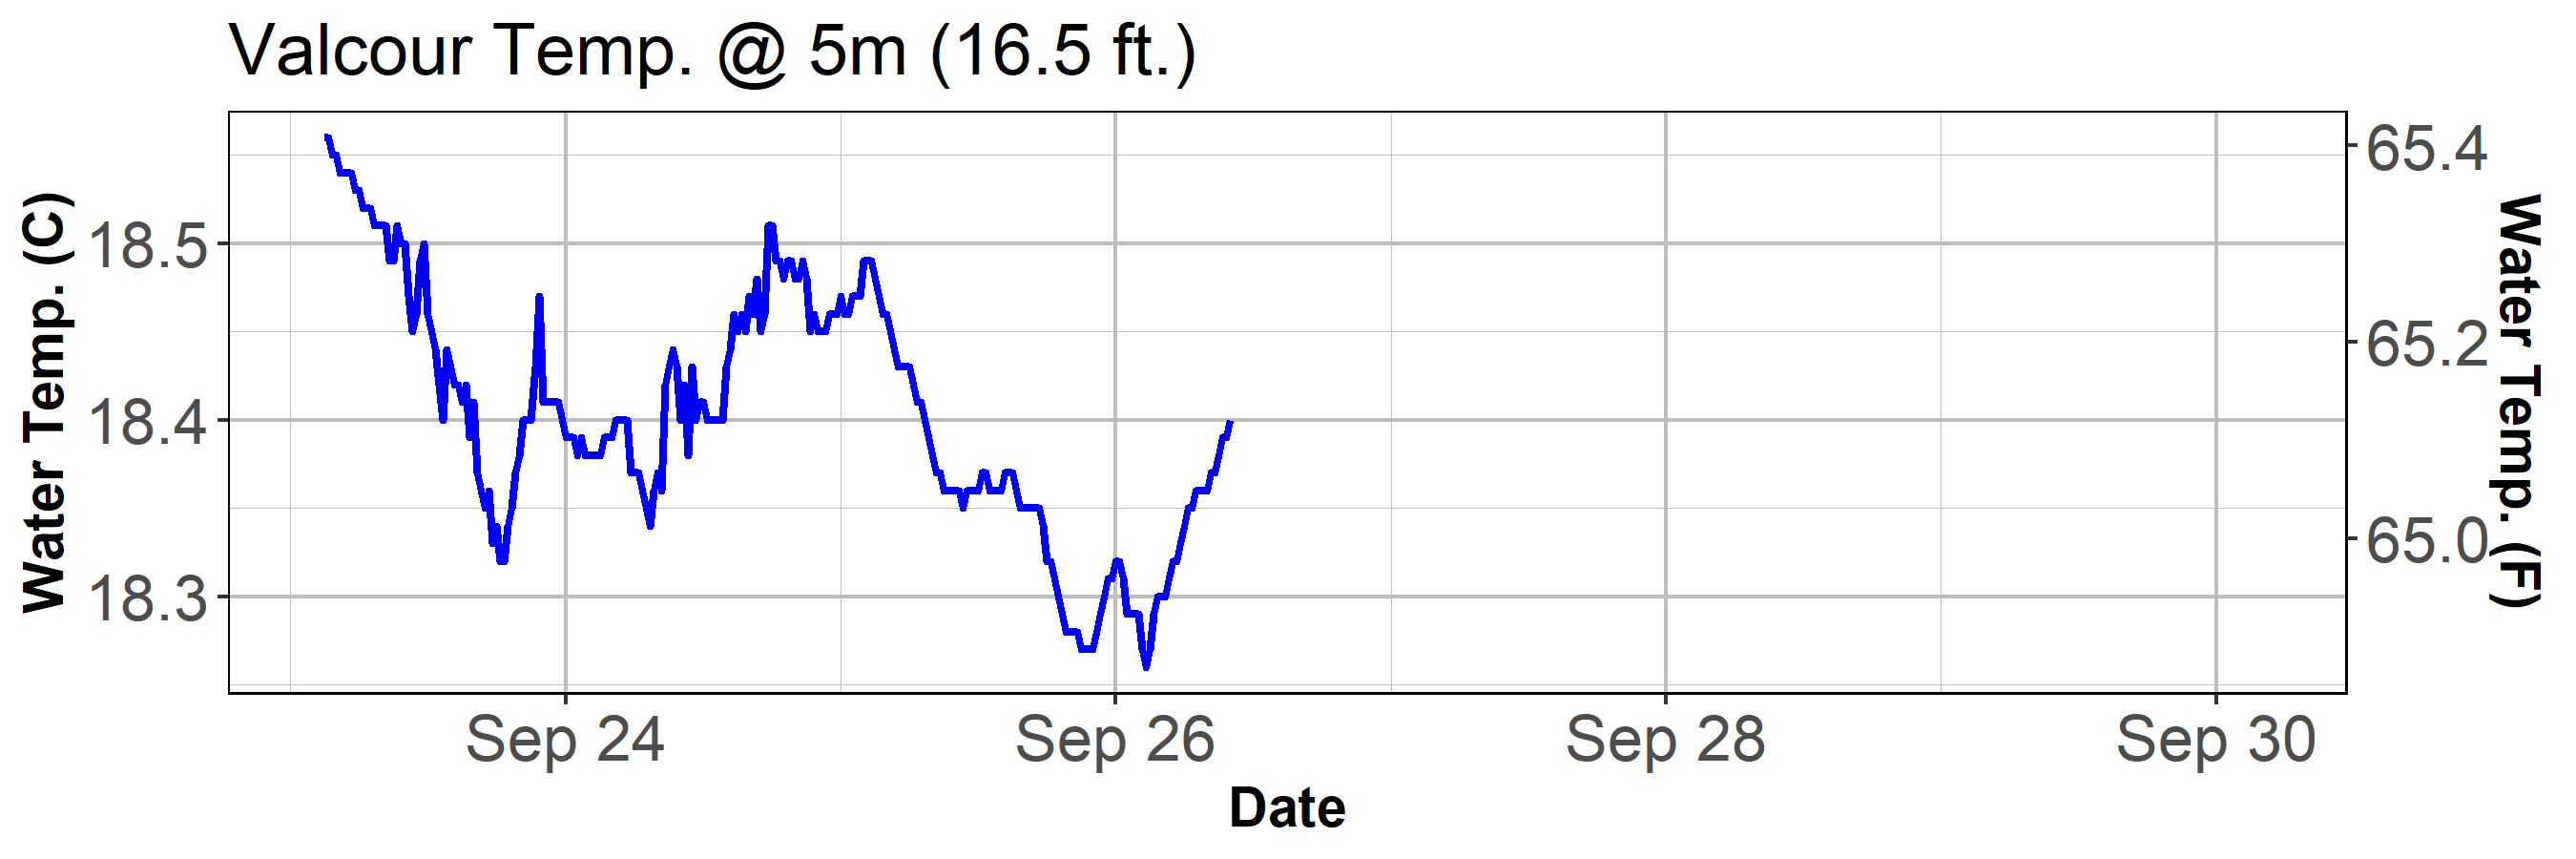 Valcour Temp. @ 5m (16.5 ft.)
Water Temp. (C)
18.5
18.4
18.3
65.4
65.2
65.0
Water Temp. (F)
Sep 24
Sep 26
Sep 28
Sep 30
Date